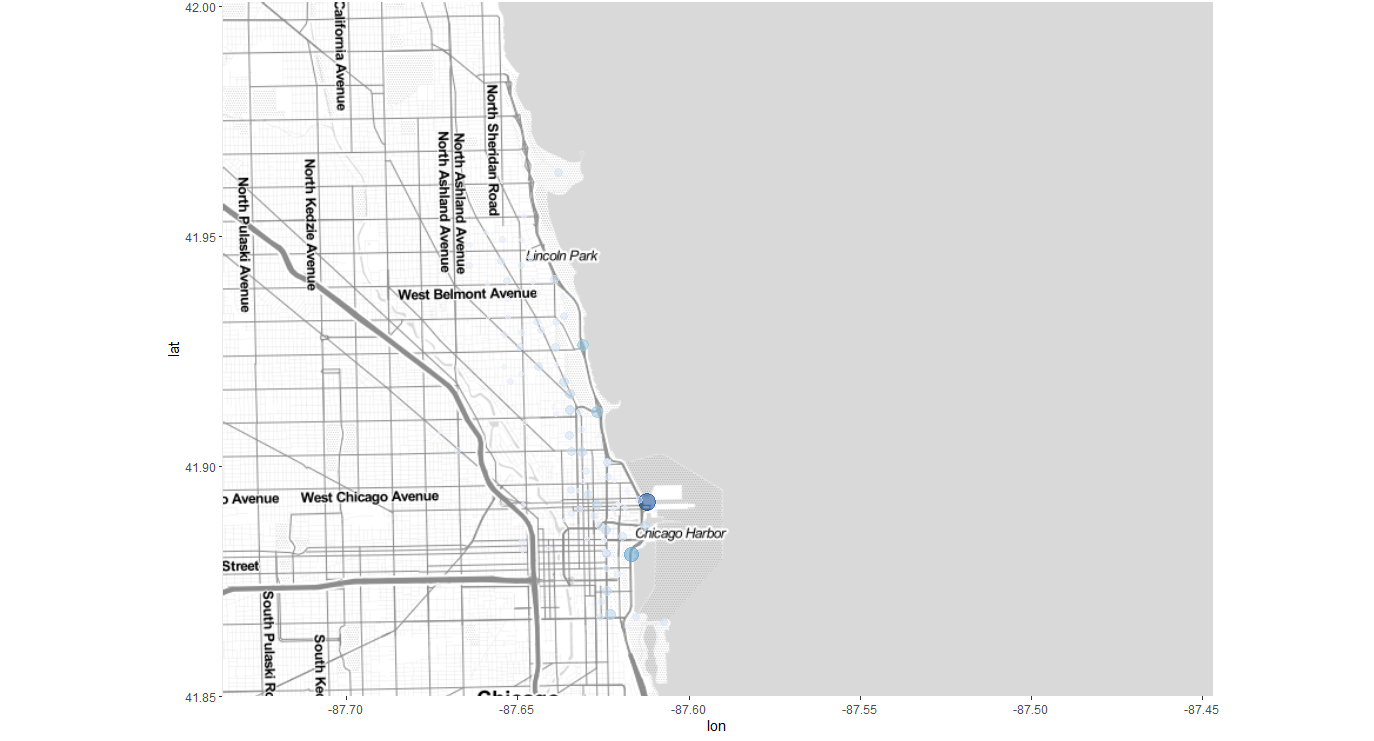 42.00
California Avenue
North Sheridan Road
North Ashland Avenue
North Ashland Avenue
North Kedzie Avenue
North Pulaski Avenue
41.95
Lincoln Park
West Belmont Avenue
lat
41.90
o Avenue
West Chicago Avenue
Chicago Harbor
Street
South Pulaski Ro
South Ked
41.85
Chicago
-87.70
-87.65
-87.60
-87.55
-87.50
-87.45
lon